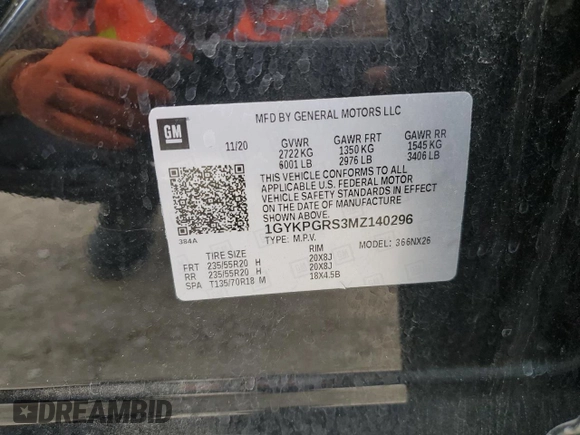 GM
MFD BY GENERAL MOTORS LLC
11/20 GVWR GAWR FRT GAWR RR
2722 KG 1350 KG 1545 KG
6001 LB 2976 LB 3406 LB
THIS VEHICLE CONFORMS TO ALL
APPLICABLE U.S. FEDERAL MOTOR
VEHICLE SAFETY STANDARDS IN EFFECT
ON THE DATE OF MANUFACTURE
SHOWN ABOVE.
384A
1GYKPGRS3MZ140296
TYPE: M.P.V. MODEL: 366NX26
TIRE SIZE RIM
FRT 235/55R20 H 20X8J
RR 235/55R20 H 20X8J
SPA T135/70R18 M 18X4.5B
DREAMBID